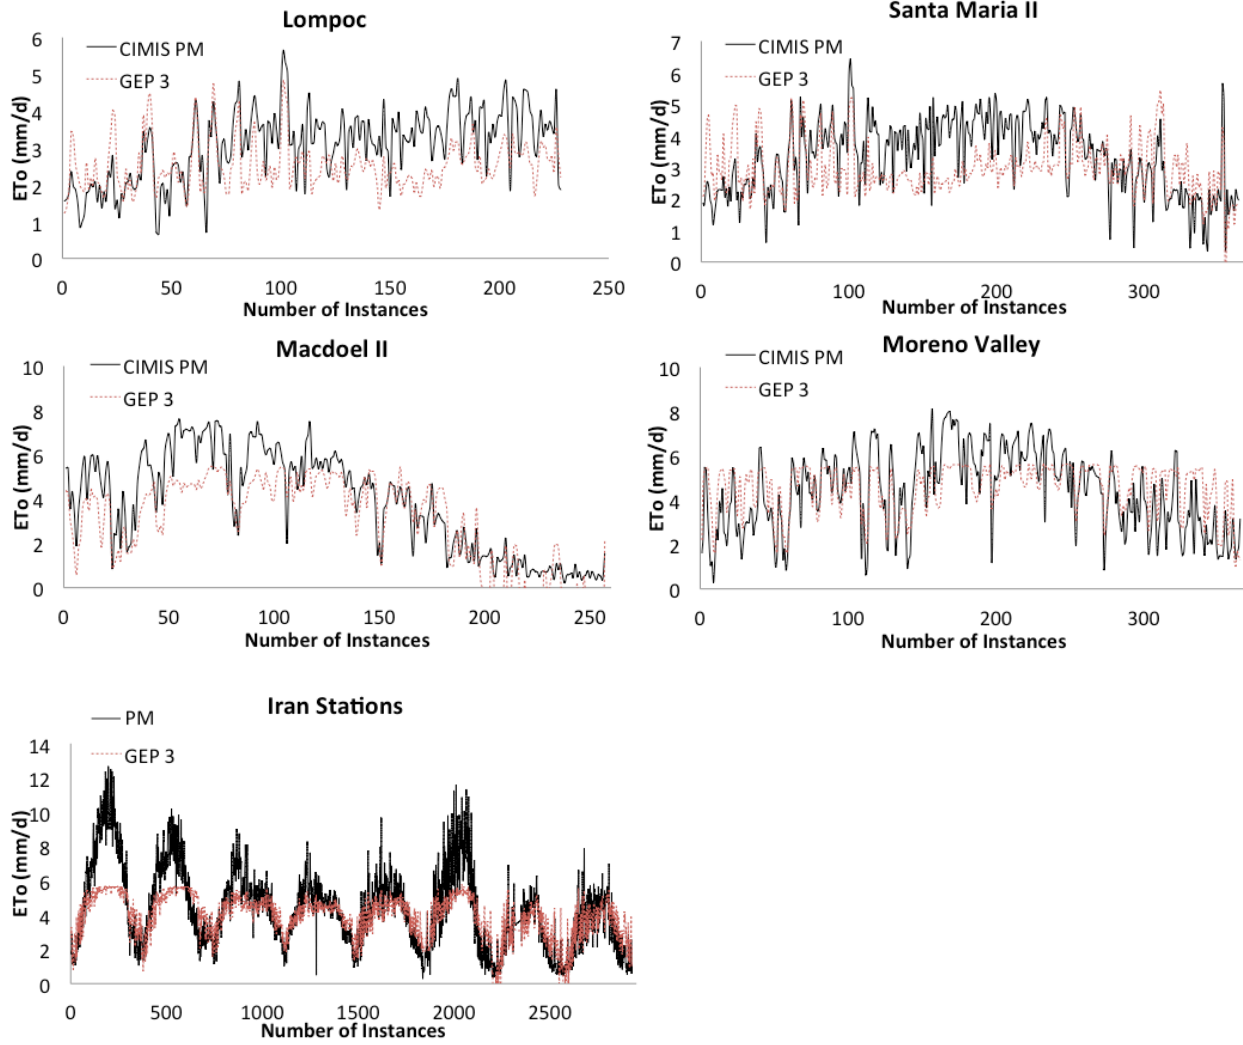 Lompoc
CIMIS PM
GEP 3
ETo (mm/d)
6
5
4
3
2
1
0
0 50 100 150 200 250
Number of Instances
Santa Maria II
CIMIS PM
GEP 3
ETo (mm/d)
7
6
5
4
3
2
1
0
0 100 200 300
Number of Instances
Macdoel II
CIMIS PM
GEP 3
ETo (mm/d)
10
8
6
4
2
0
0 50 100 150 200 250
Number of Instances
Moreno Valley
CIMIS PM
GEP 3
ETo (mm/d)
10
8
6
4
2
0
0 100 200 300
Number of Instances
Iran Stations
PM
GEP 3
ETo (mm/d)
14
12
10
8
6
4
2
0
0 500 1000 1500 2000 2500
Number of Instances